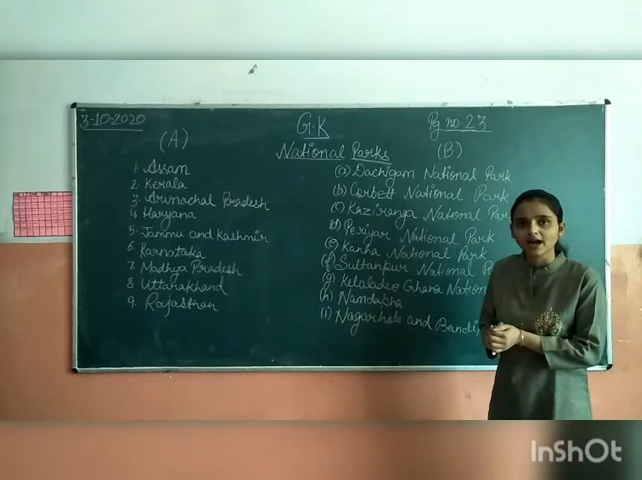 3-10-2020
G.K
Pg no. 23
National Parks
(A)
1. Assam
2. Kerala
3. Arunachal Pradesh
4. Haryana
5. Jammu and Kashmir
6. Karnataka
7. Madhya Pradesh
8. Uttarakhand
9. Rajasthan
(B)
(a) Dachigam National Park
(b) Corbett National Park
(c) Kaziranga National Par
(d) Periyar National Park
(e) Kanha National Park
(f) Sultanpur National P
(g) Keoladeo Ghana Nation
(h) Namdapha
(i) Nagarhole and Bandi
InShOt